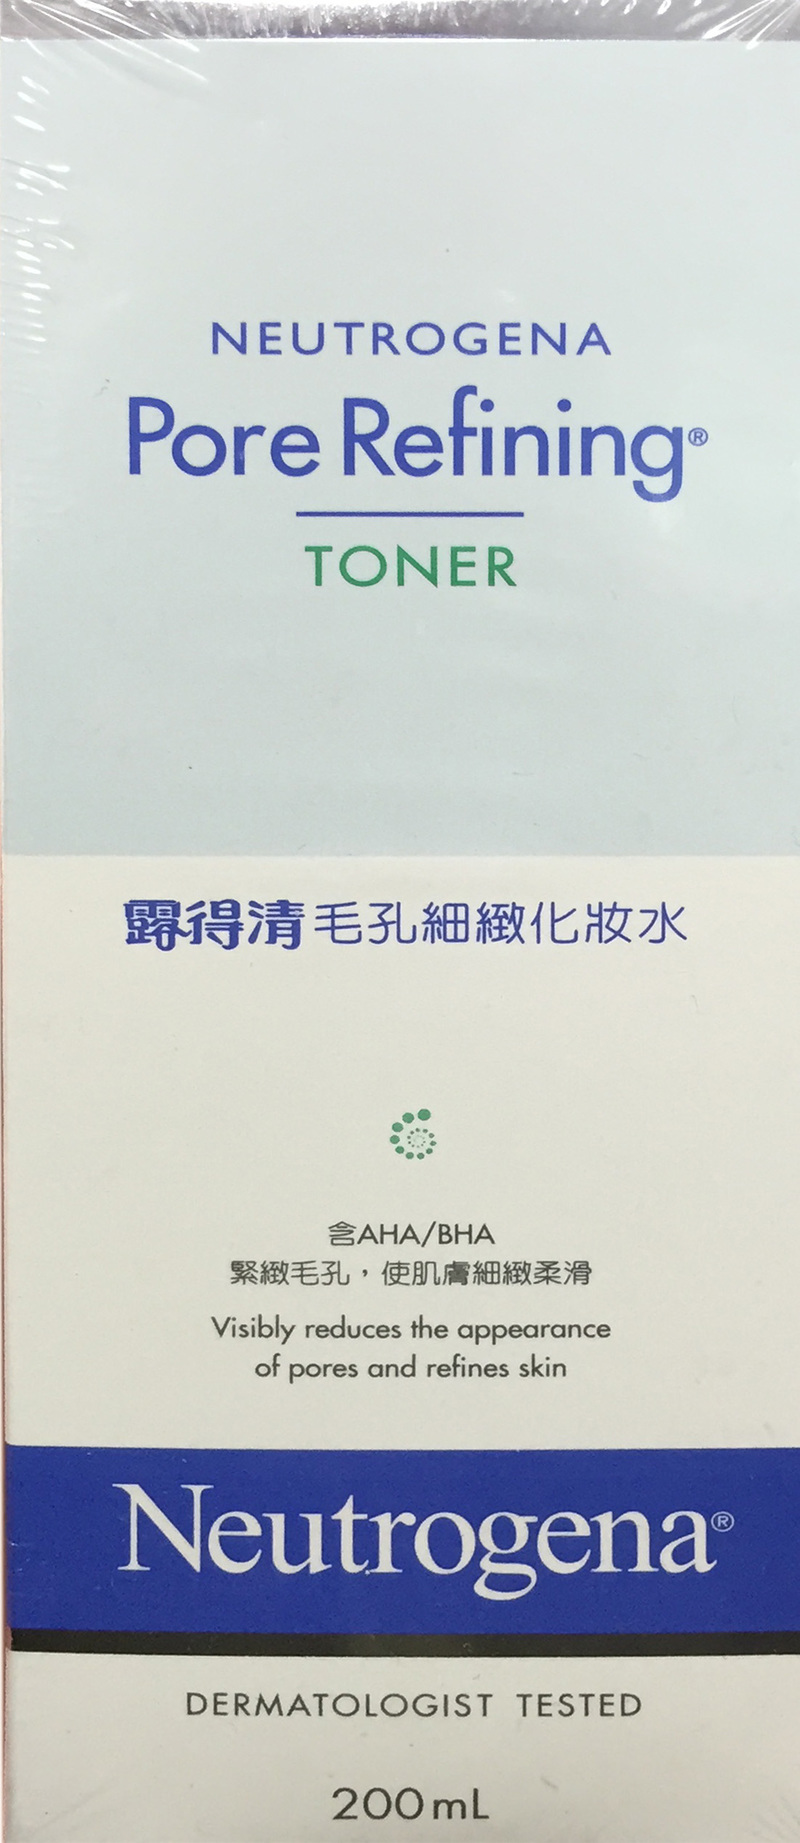 NEUTROGENA
Pore Refining®
TONER
露得清毛孔細緻化妝水
含AHA/BHA
緊緻毛孔，使肌膚細緻柔滑
Visibly reduces the appearance
of pores and refines skin
Neutrogena®
DERMATOLOGIST TESTED
200mL